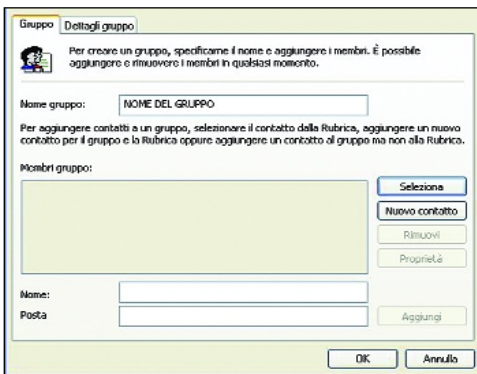 Gruppo Dettagli gruppo
Per creare un gruppo, specificarne il nome e aggiungere i membri. È possibile
aggiungere e rimuovere i membri in qualsiasi momento.
Nome gruppo: NOME DEL GRUPPO
Per aggiungere contatti a un gruppo, selezionare il contatto dalla Rubrica, aggiungere un nuovo
contatto per il gruppo e la Rubrica oppure aggiungere un contatto al gruppo ma non alla Rubrica.
Membri gruppo:
Seleziona
Nuovo contatto
Rimuovi
Proprietà
Nome:
Posta
Aggiungi
OK Annulla